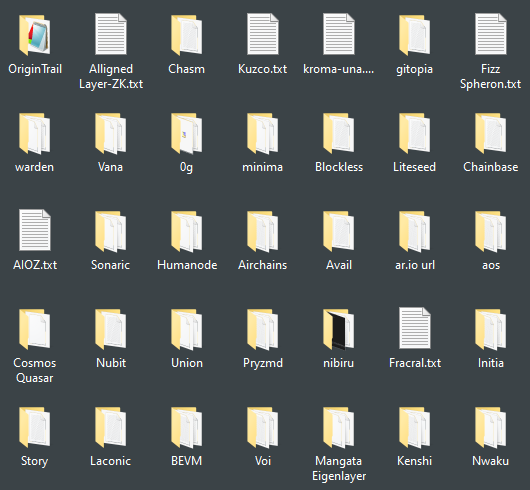 OriginTrail
Alligned
Layer-ZK.txt
Chasm
Kuzco.txt
kroma-una....
gitopia
Fizz
Spheron.txt
warden
Vana
0g
minima
Blockless
Liteseed
Chainbase
AIOZ.txt
Sonaric
Humanode
Airchains
Avail
ar.io url
aos
Cosmos
Quasar
Nubit
Union
Pryzmd
nibiru
Fracral.txt
Initia
Story
Laconic
BEVM
Voi
Mangata
Eigenlayer
Kenshi
Nwaku